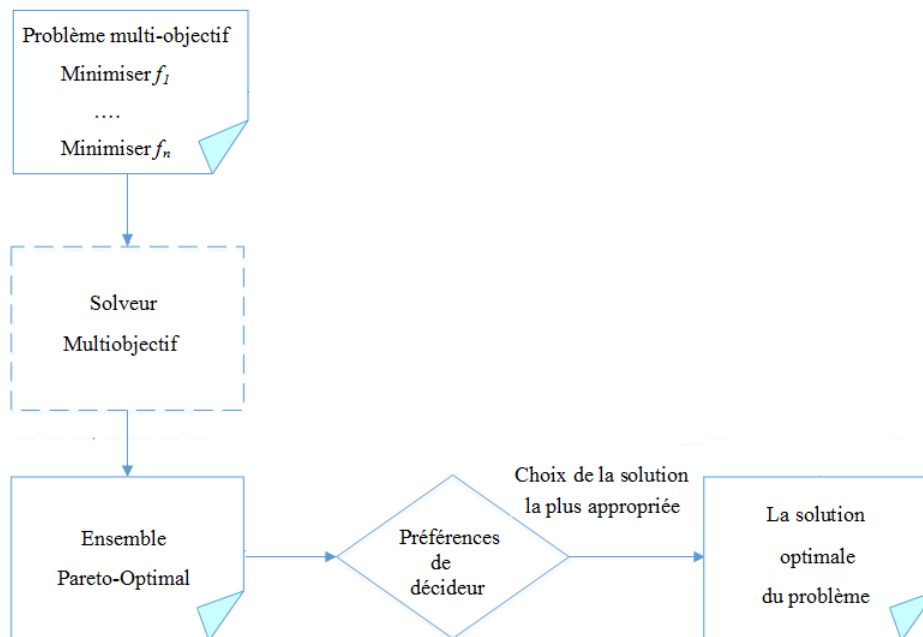 Problème multi-objectif
Minimiser f1
....
Minimiser fn
Solveur
Multiobjectif
Ensemble
Pareto-Optimal
Préférences
de
décideur
Choix de la solution
la plus appropriée
La solution
optimale
du problème